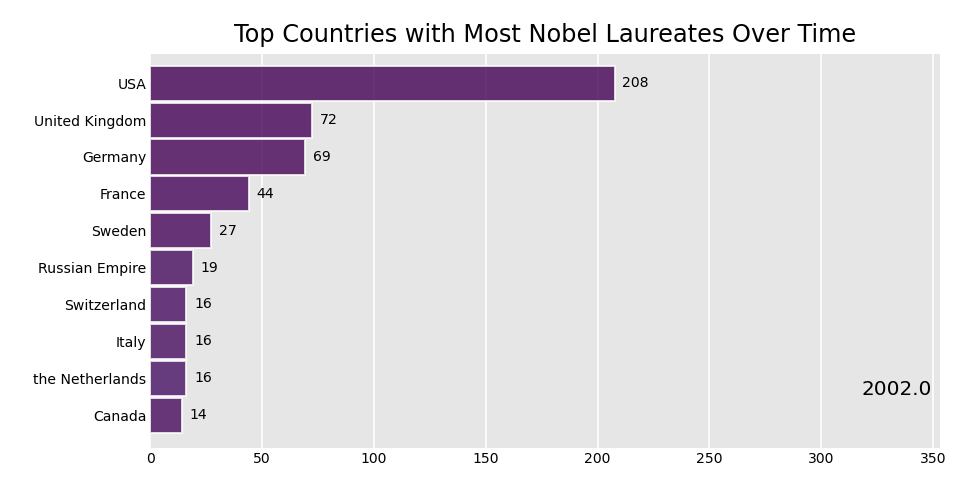 Top Countries with Most Nobel Laureates Over Time
USA 208
United Kingdom 72
Germany 69
France 44
Sweden 27
Russian Empire 19
Switzerland 16
Italy 16
the Netherlands 16
2002.0
Canada 14
0 50 100 150 200 250 300 350